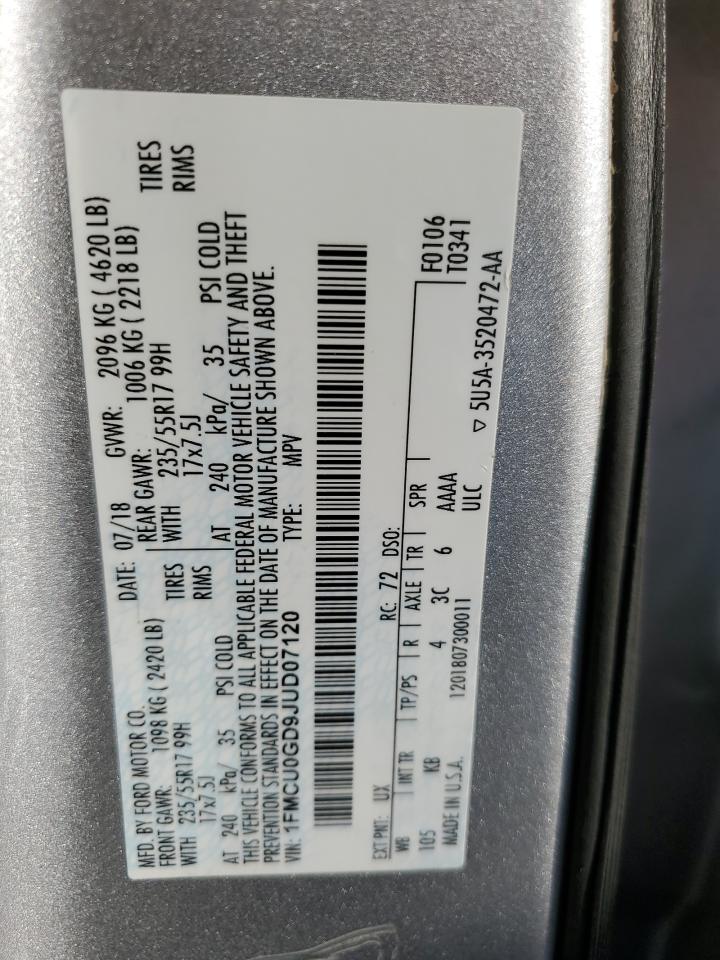 MFD. BY FORD MOTOR CO.
DATE: 07/18 GVWR: 2096 KG ( 4620 LB)
FRONT GAWR: 1098 KG ( 2420 LB) REAR GAWR: 1006 KG ( 2218 LB)
WITH 235/55R17 99H TIRES WITH 235/55R17 99H TIRES
17x7.5J RIMS 17x7.5J RIMS
AT 240 kPa/ 35 PSI COLD AT 240 kPa/ 35 PSI COLD
THIS VEHICLE CONFORMS TO ALL APPLICABLE FEDERAL MOTOR VEHICLE SAFETY AND THEFT
PREVENTION STANDARDS IN EFFECT ON THE DATE OF MANUFACTURE SHOWN ABOVE.
VIN: 1FMCU0GD9JUD07120 TYPE: MPV
EXT PNT: UX RC: 72 DSO: F0106
WB INT TR TP/PS R AXLE TR SPR T0341
105 KB 4 3C 6 AAAA
MADE IN U.S.A. 1201807300011 ULC ▽ 5U5A-3520472-AA